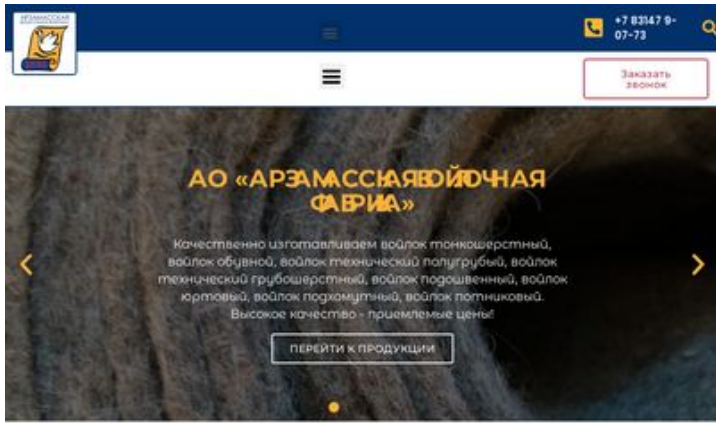 АРЗАМАССКАЯ
+7 83147 9-
07-73
Заказать
звонок
АО «АРЗАМАССКАЯ ВОЙЛОЧНАЯ
ФАБРИКА»
Качественно изготавливаем войлок тонкошерстный,
войлок обувной, войлок технический полугрубый, войлок
технический грубошерстный, войлок подошвенный, войлок
юртовый, войлок подхомутный, войлок потниковый.
Высокое качество - приемлемые цены!
ПЕРЕЙТИ К ПРОДУКЦИИ